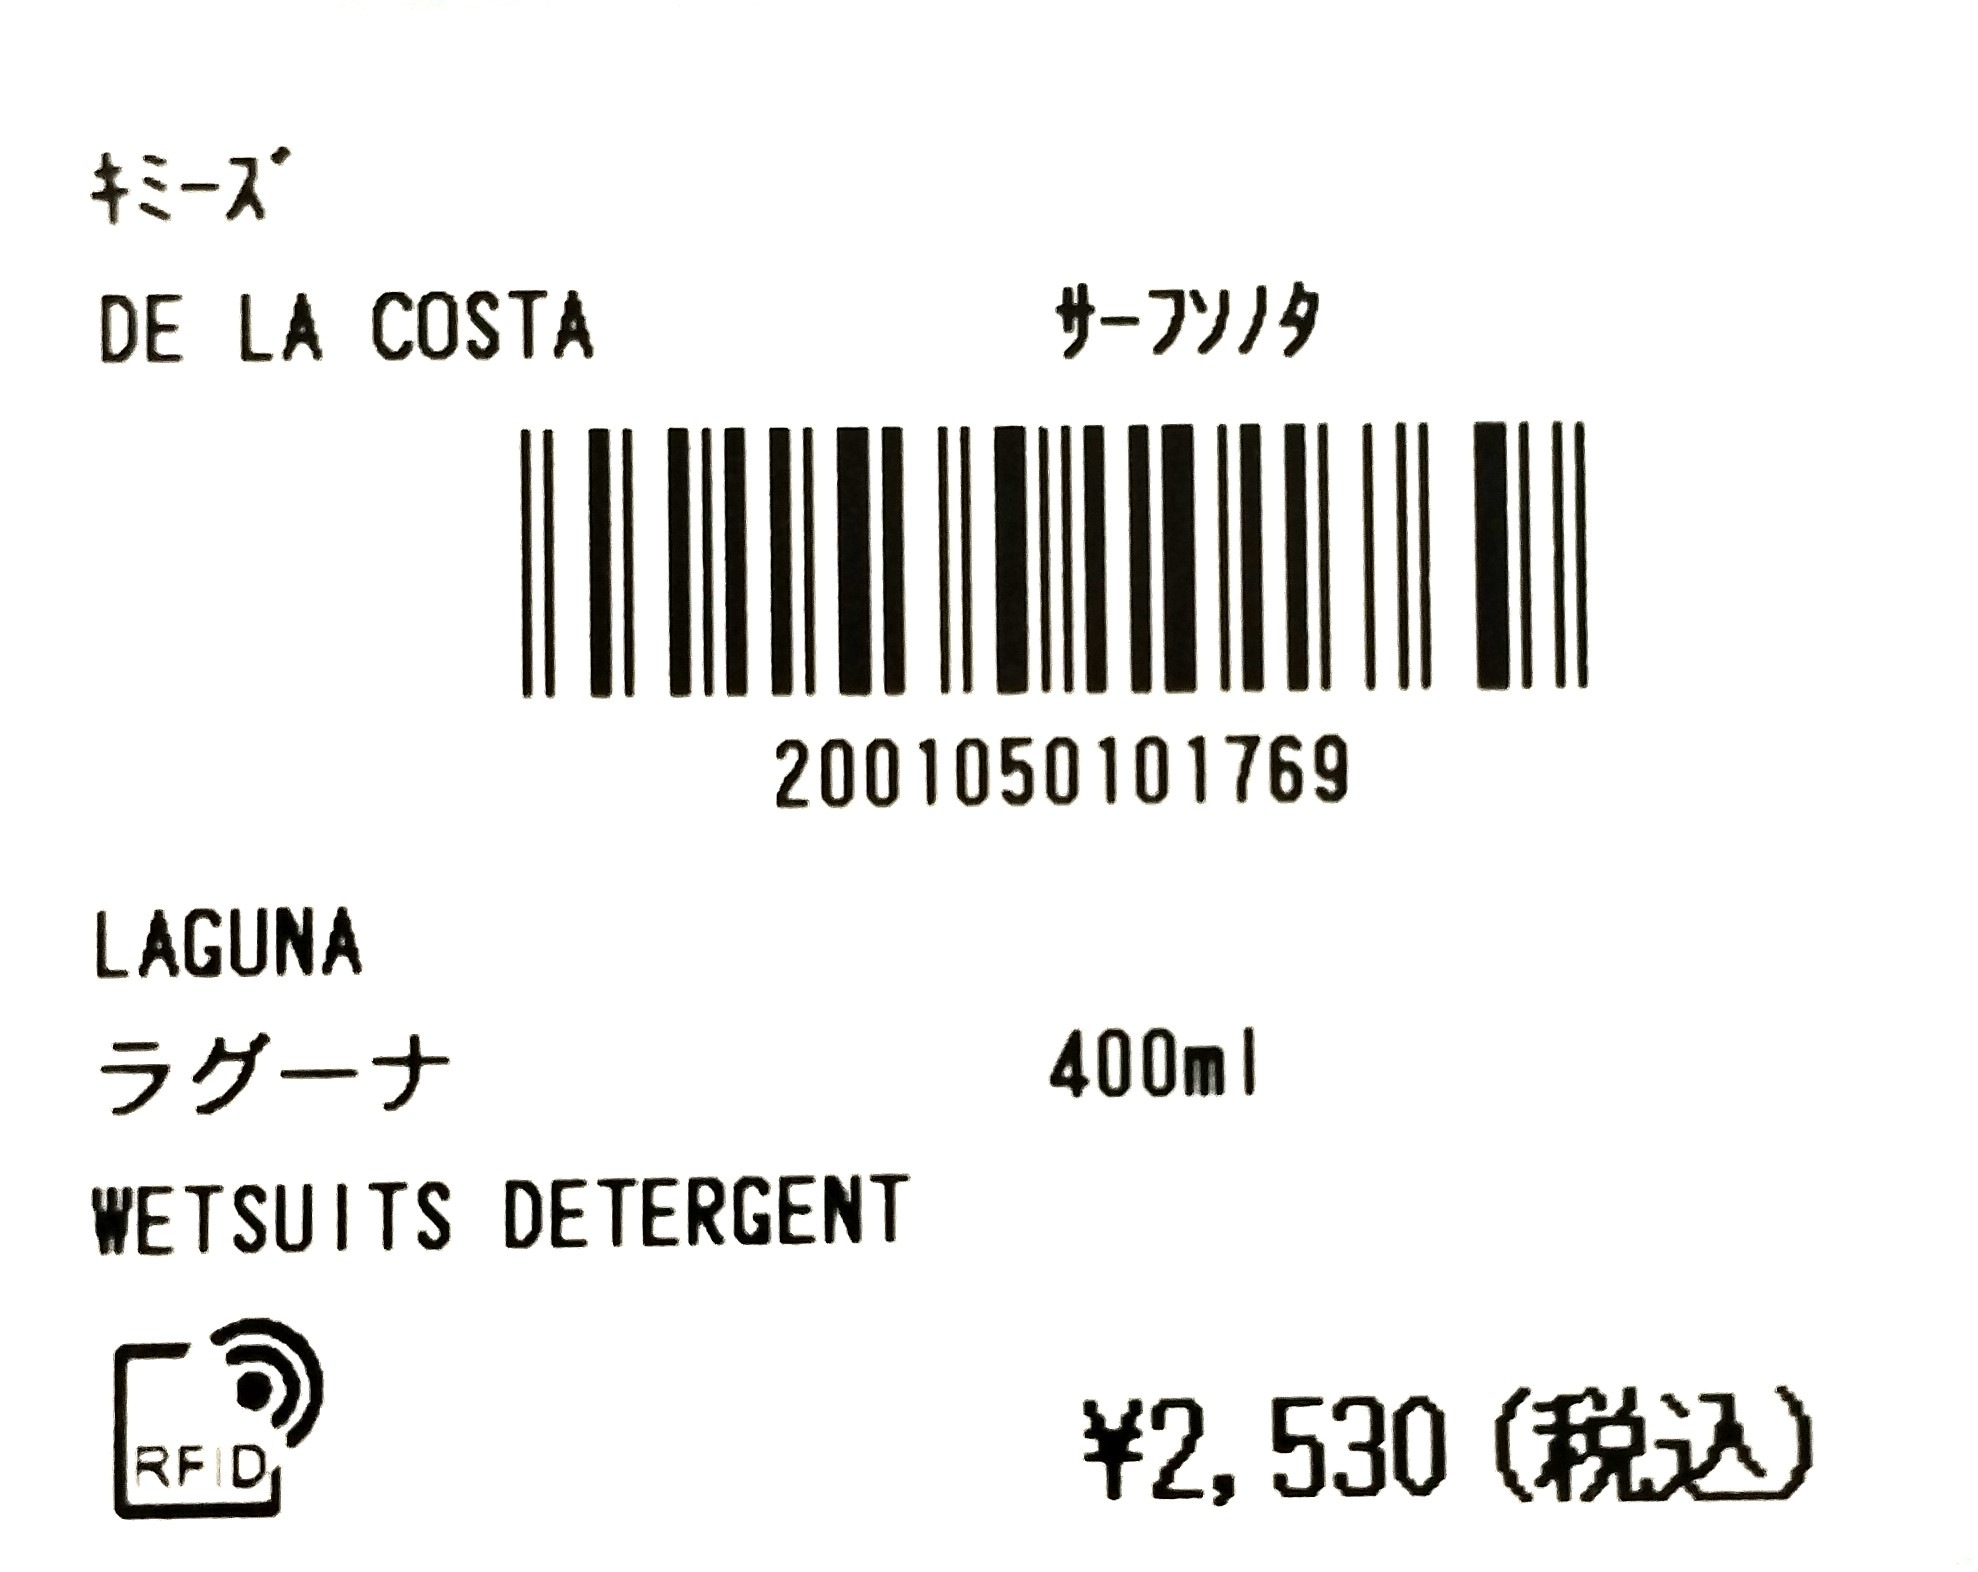 ｷﾐｰｽﾞ
DE LA COSTA ｻｰﾌｿﾉﾀ
2001050101769
LAGUNA
ラグーナ 400ml
WETSUITS DETERGENT
RFID
¥2,530(税込)